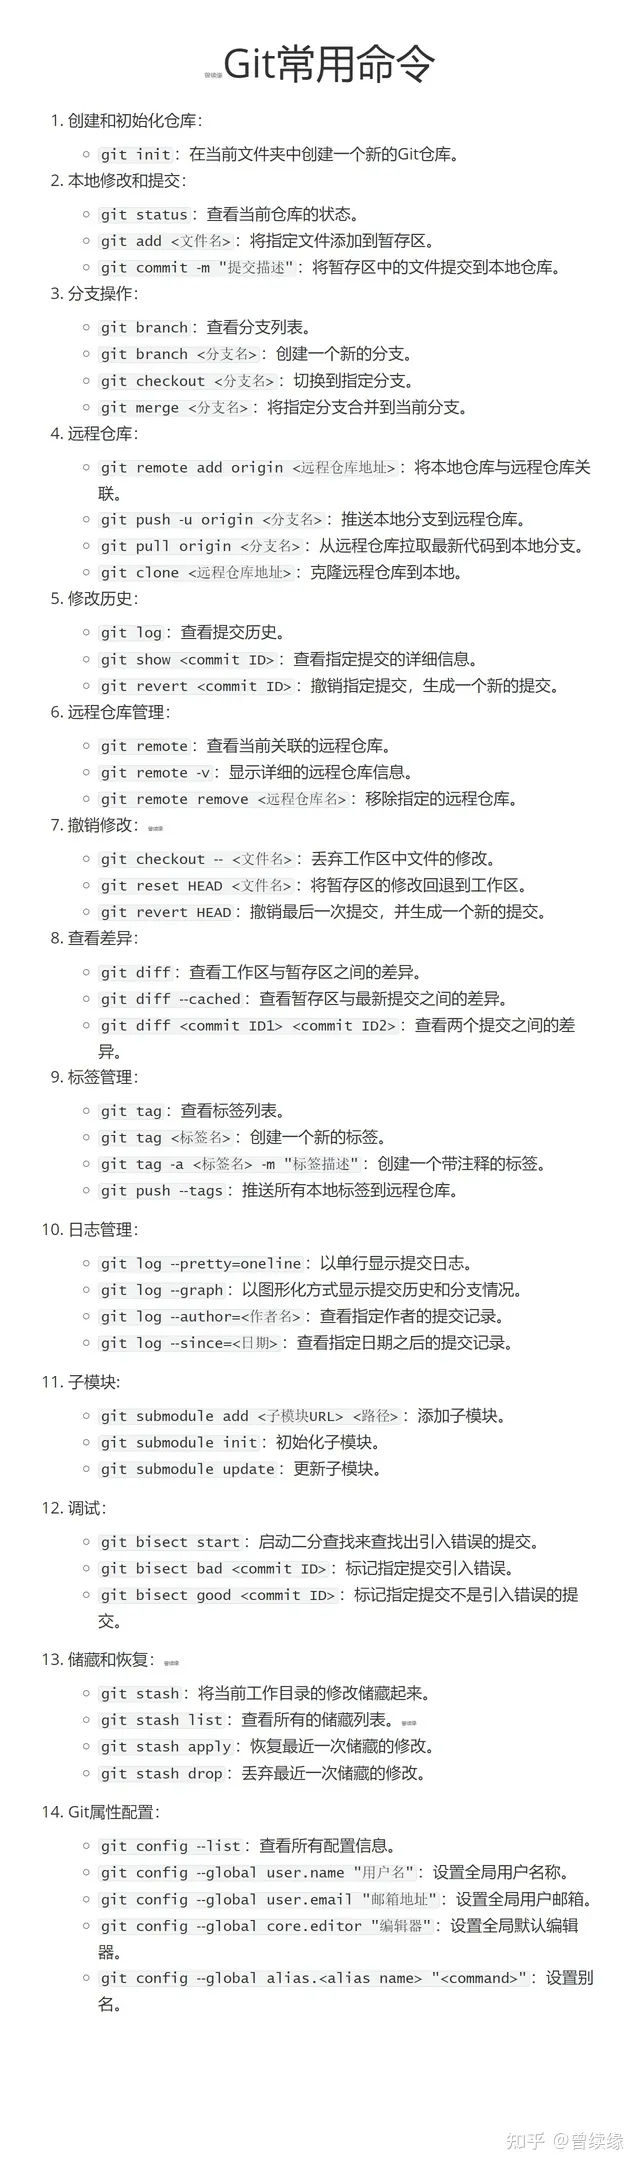 Git常用命令
1. 创建和初始化仓库：
git init：在当前文件夹中创建一个新的Git仓库。
2. 本地修改和提交：
git status：查看当前仓库的状态。
git add <文件名>：将指定文件添加到暂存区。
git commit -m "提交描述"：将暂存区中的文件提交到本地仓库。
3. 分支操作：
git branch：查看分支列表。
git branch <分支名>：创建一个新的分支。
git checkout <分支名>：切换到指定分支。
git merge <分支名>：将指定分支合并到当前分支。
4. 远程仓库：
git remote add origin <远程仓库地址>：将本地仓库与远程仓库关
联。
git push -u origin <分支名>：推送本地分支到远程仓库。
git pull origin <分支名>：从远程仓库拉取最新代码到本地分支。
git clone <远程仓库地址>：克隆远程仓库到本地。
5. 修改历史：
git log：查看提交历史。
git show <commit ID>：查看指定提交的详细信息。
git revert <commit ID>：撤销指定提交，生成一个新的提交。
6. 远程仓库管理：
git remote：查看当前关联的远程仓库。
git remote -v：显示详细的远程仓库信息。
git remote remove <远程仓库名>：移除指定的远程仓库。
7. 撤销修改：
git checkout -- <文件名>：丢弃工作区中文件的修改。
git reset HEAD <文件名>：将暂存区的修改回退到工作区。
git revert HEAD：撤销最后一次提交，并生成一个新的提交。
8. 查看差异：
git diff：查看工作区与暂存区之间的差异。
git diff --cached：查看暂存区与最新提交之间的差异。
git diff <commit ID1> <commit ID2>：查看两个提交之间的差
异。
9. 标签管理：
git tag：查看标签列表。
git tag <标签名>：创建一个新的标签。
git tag -a <标签名> -m "标签描述"：创建一个带注释的标签。
git push --tags：推送所有本地标签到远程仓库。
10. 日志管理：
git log --pretty=oneline：以单行显示提交日志。
git log --graph：以图形化方式显示提交历史和分支情况。
git log --author=<作者名>：查看指定作者的提交记录。
git log --since=<日期>：查看指定日期之后的提交记录。
11. 子模块:
git submodule add <子模块URL> <路径>：添加子模块。
git submodule init：初始化子模块。
git submodule update：更新子模块。
12. 调试：
git bisect start：启动二分查找来查找出引入错误的提交。
git bisect bad <commit ID>：标记指定提交引入错误。
git bisect good <commit ID>：标记指定提交不是引入错误的提
交。
13. 储藏和恢复：
git stash：将当前工作目录的修改储藏起来。
git stash list：查看所有的储藏列表。
git stash apply：恢复最近一次储藏的修改。
git stash drop：丢弃最近一次储藏的修改。
14. Git属性配置：
git config --list：查看所有配置信息。
git config --global user.name "用户名"：设置全局用户名称。
git config --global user.email "邮箱地址"：设置全局用户邮箱。
git config --global core.editor "编辑器"：设置全局默认编辑
器。
git config --global alias.<alias name> "<command>"：设置别
名。
知乎 @曾续缘